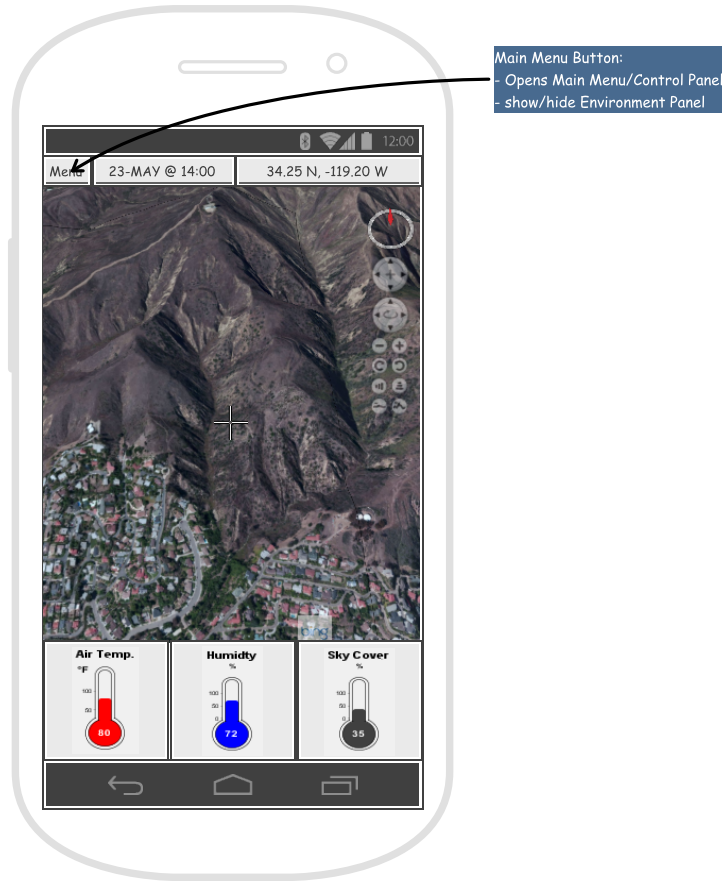 Main Menu Button:
- Opens Main Menu/Control Panel
- show/hide Environment Panel
12:00
Menu
23-MAY @ 14:00
34.25 N, -119.20 W
Air Temp.
°F
100
50
80
Humidty
%
100
50
0
72
Sky Cover
%
100
50
0
35